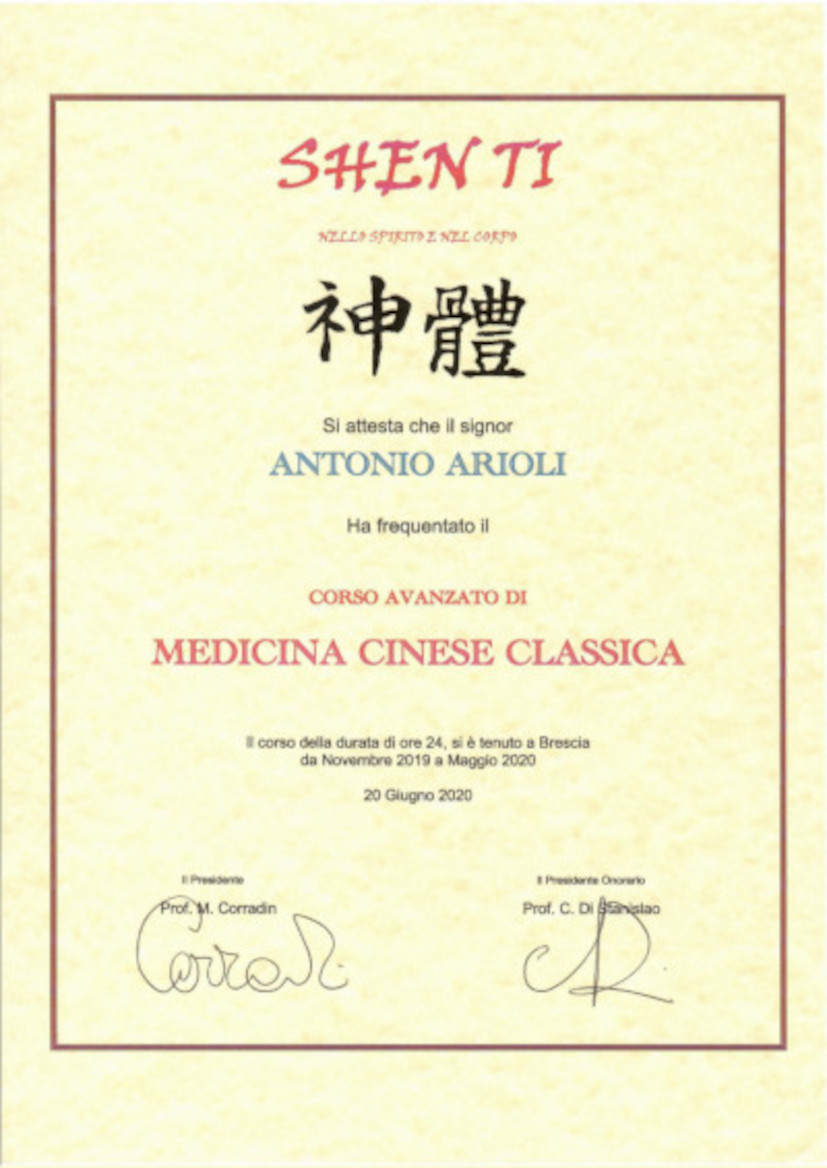 SHEN TI
NELLO SPIRITO E NEL CORPO
神體
Si attesta che il signor
ANTONIO ARIOLI
Ha frequentato il
CORSO AVANZATO DI
MEDICINA CINESE CLASSICA
Il corso della durata di ore 24, si è tenuto a Brescia
da Novembre 2019 a Maggio 2020
20 Giugno 2020
Il Presidente
Prof. M. Corradin
Il Presidente Onorario
Prof. C. Di Stanislao